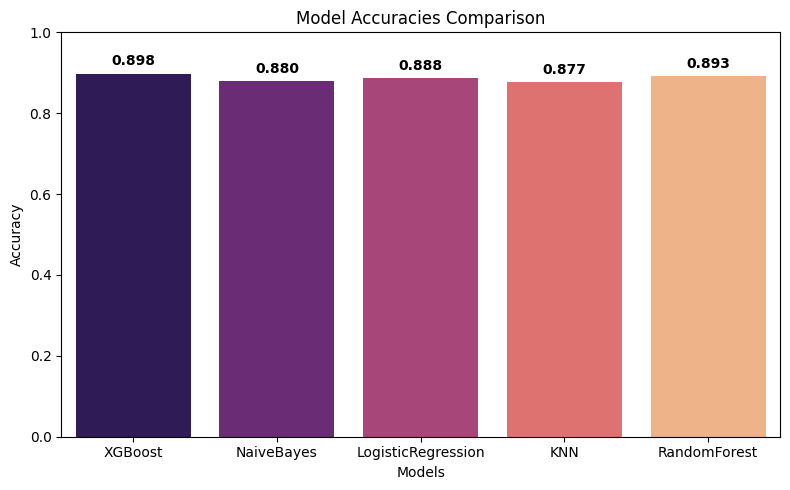 Model Accuracies Comparison
1.0
0.8
0.6
0.4
0.2
0.0
Accuracy
0.898
0.880
0.888
0.877
0.893
XGBoost
NaiveBayes
LogisticRegression
KNN
RandomForest
Models